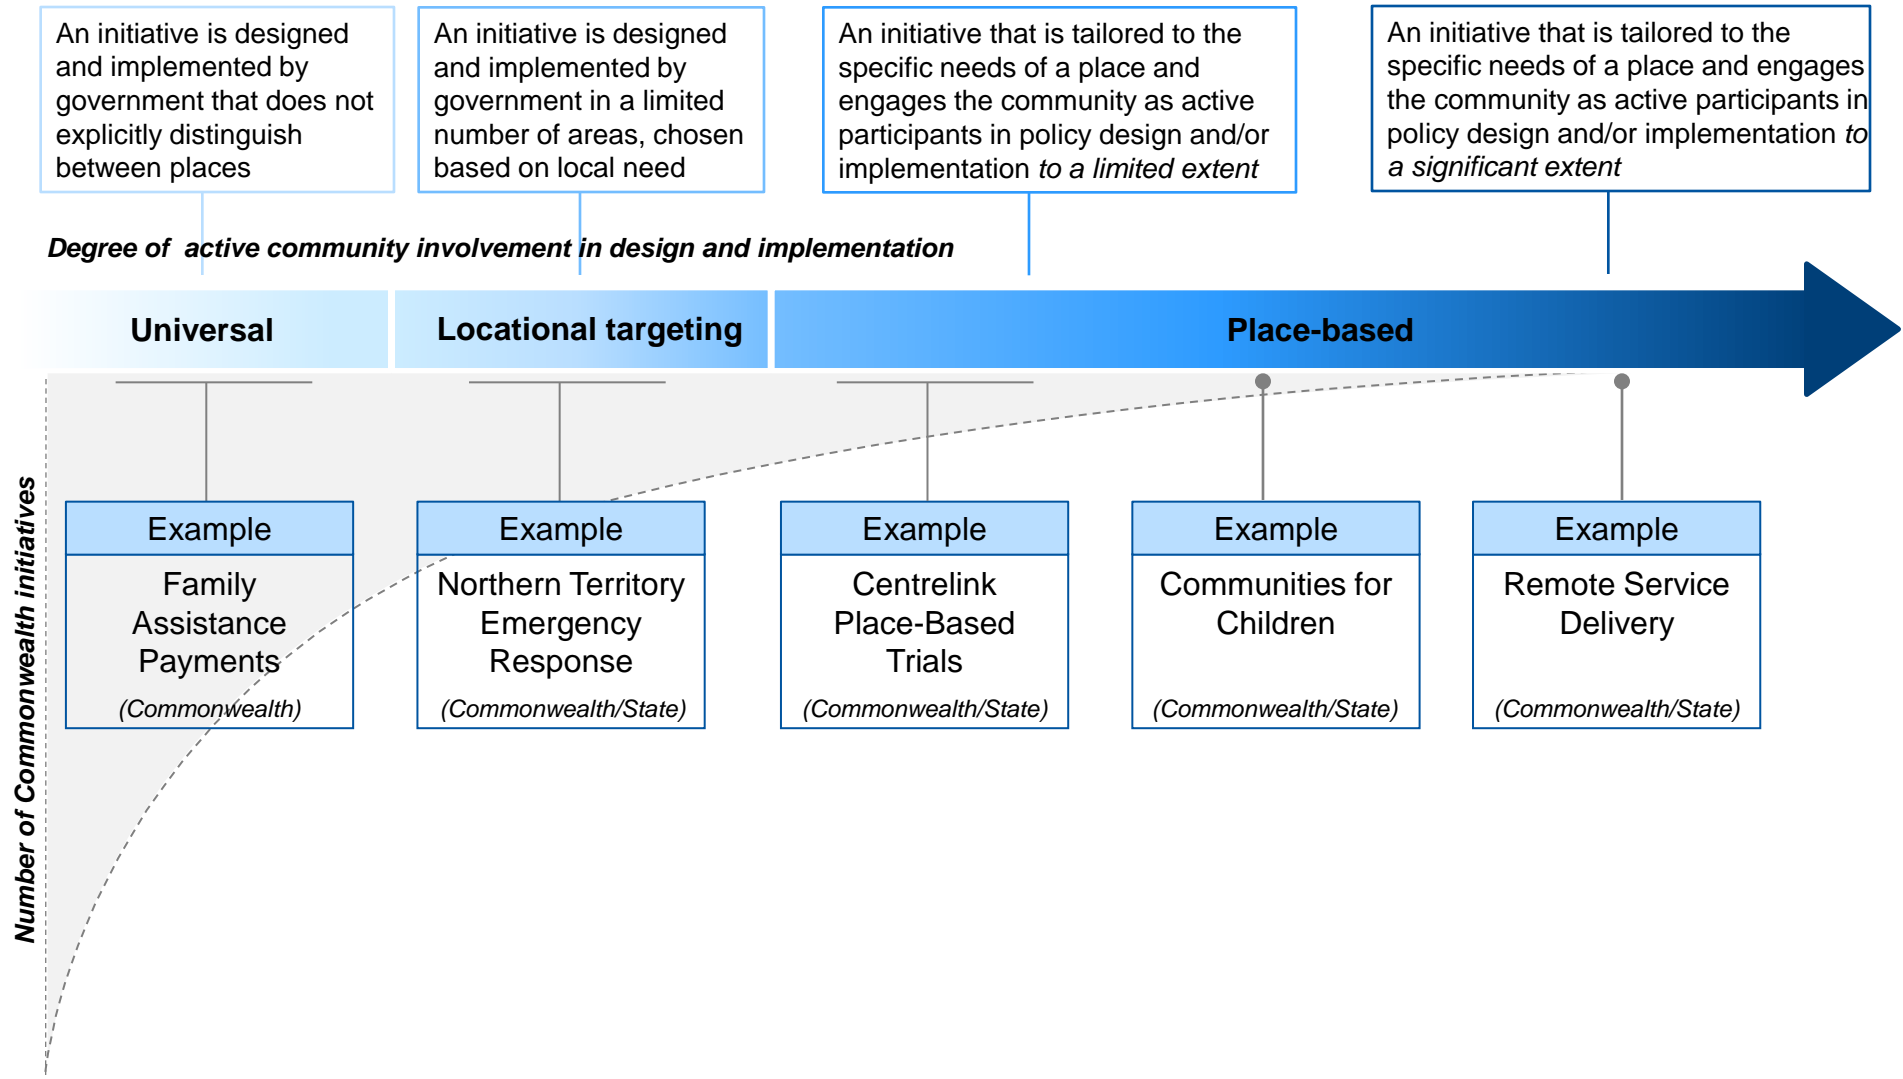 An initiative is designed
and implemented by
government that does not
explicitly distinguish
between places
An initiative is designed
and implemented by
government in a limited
number of areas, chosen
based on local need
An initiative that is tailored to the
specific needs of a place and
engages the community as active
participants in policy design and/or
implementation to a limited extent
An initiative that is tailored to the
specific needs of a place and engages
the community as active participants in
policy design and/or implementation to
a significant extent
Degree of  active community involvement in design and implementation
Universal
Locational targeting
Place-based
Number of Commonwealth initiatives
Example
Family
Assistance
Payments
(Commonwealth)
Example
Northern Territory
Emergency
Response
(Commonwealth/State)
Example
Centrelink
Place-Based
Trials
(Commonwealth/State)
Example
Communities for
Children
(Commonwealth/State)
Example
Remote Service
Delivery
(Commonwealth/State)